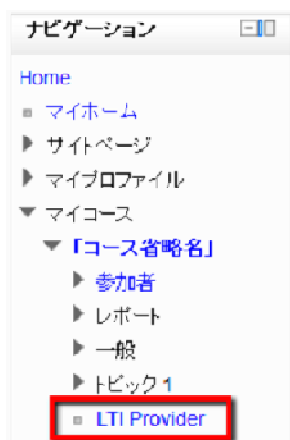 ナビゲーション
Home
マイホーム
サイトページ
マイプロファイル
マイコース
「コース省略名」
参加者
レポート
一般
トピック 1
LTI Provider